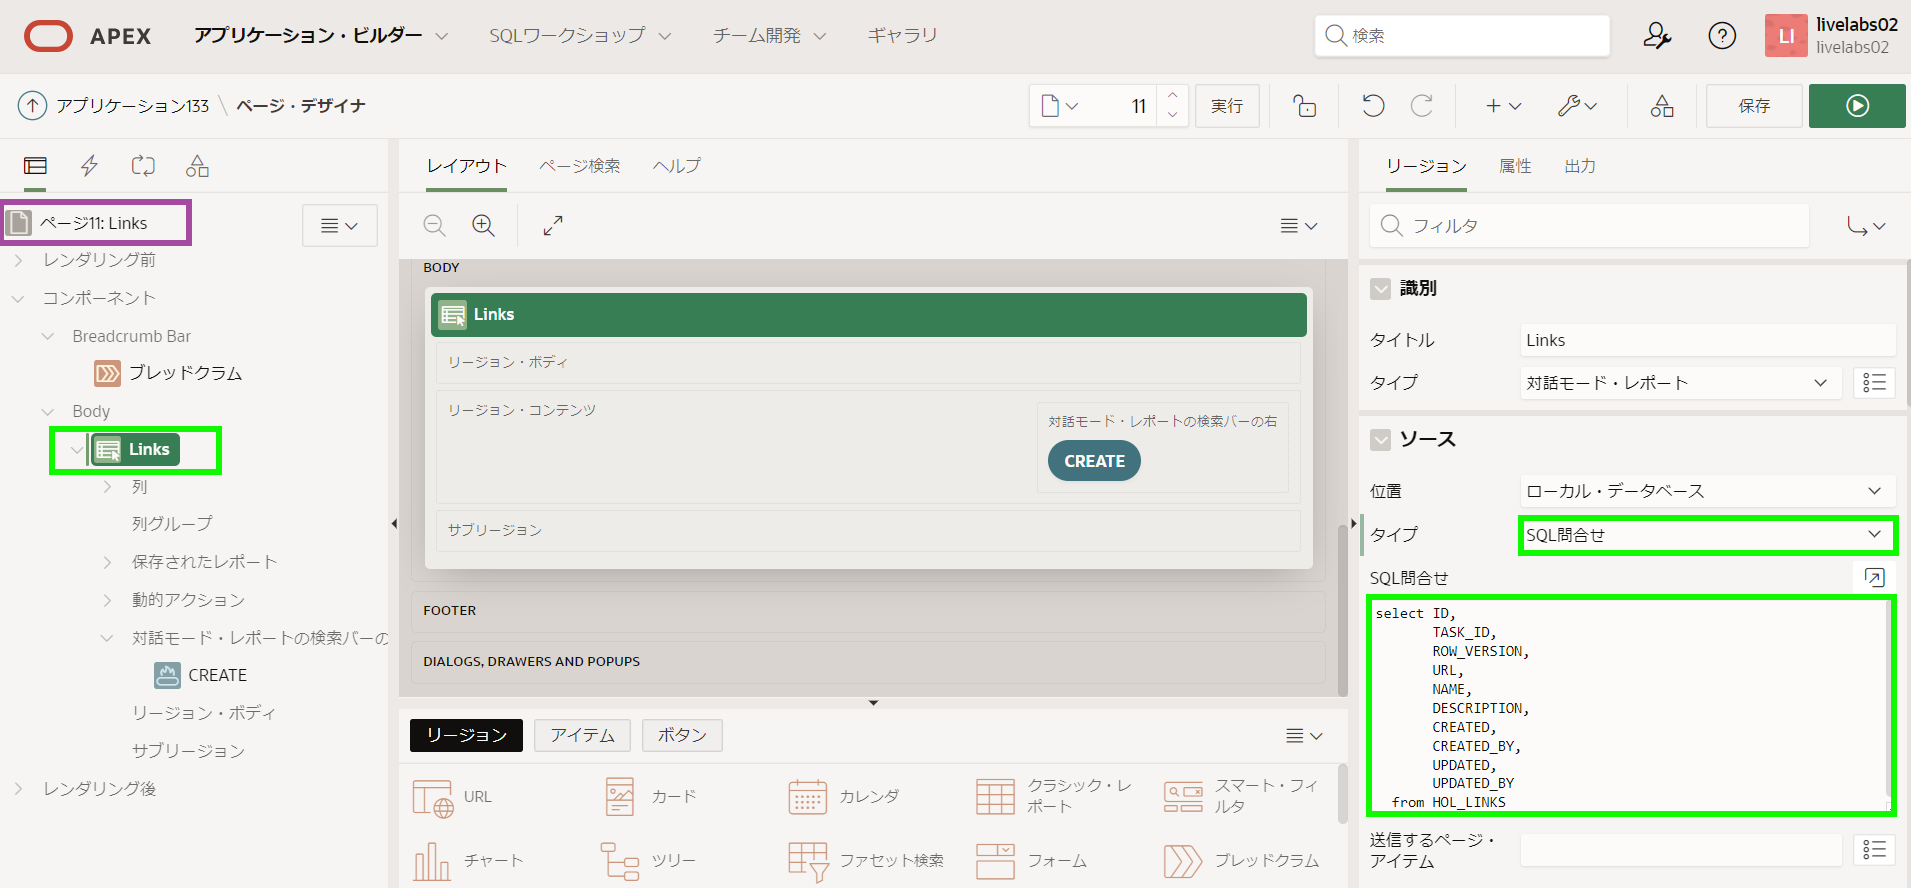 APEX
アプリケーション・ビルダー
SQLワークショップ
チーム開発
ギャラリ
検索
LI
livelabs02
livelabs02
アプリケーション133 \ ページ・デザイナ
11
実行
保存
レイアウト
ページ検索
ヘルプ
リージョン
属性
出力
ページ11: Links
レンダリング前
コンポーネント
Breadcrumb Bar
ブレッドクラム
Body
Links
列
列グループ
保存されたレポート
動的アクション
対話モード・レポートの検索バーの
CREATE
リージョン・ボディ
サブリージョン
レンダリング後
BODY
Links
リージョン・ボディ
リージョン・コンテンツ
対話モード・レポートの検索バーの右
CREATE
サブリージョン
FOOTER
DIALOGS, DRAWERS AND POPUPS
リージョン
アイテム
ボタン
URL
カード
カレンダ
クラシック・レ
ポート
スマート・フィ
ルタ
チャート
ツリー
ファセット検索
フォーム
ブレッドクラム
フィルタ
識別
タイトル
Links
タイプ
対話モード・レポート
ソース
位置
ローカル・データベース
タイプ
SQL問合せ
SQL問合せ
select ID,
TASK_ID,
ROW_VERSION,
URL,
NAME,
DESCRIPTION,
CREATED,
CREATED_BY,
UPDATED,
UPDATED_BY
from HOL_LINKS
送信するページ・
アイテム